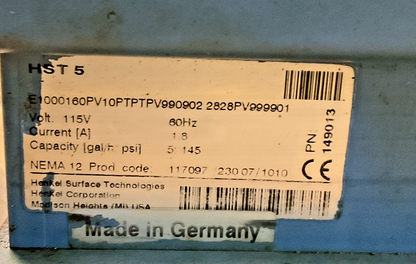 HST 5
E1000160PV10PTPTPV990902 2828PV999901
Volt. 115V 60Hz
Current [A] 1.8
Capacity [gal/h psi] 5 145
NEMA 12 Prod code: 117097 230 07/1010
Henkel Surface Technologies
Henkel Corporation
Madison Heights (MI) USA
PN 149013
CE
Made in Germany